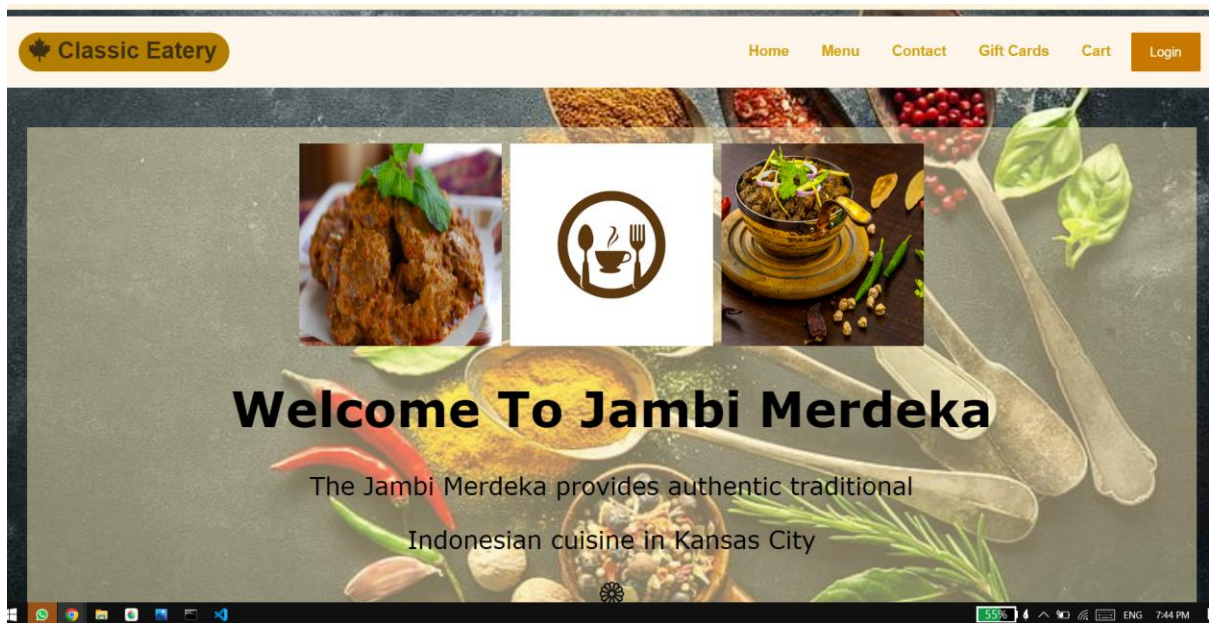 Classic Eatery
Home Menu Contact Gift Cards Cart Login
Welcome To Jambi Merdeka
The Jambi Merdeka provides authentic traditional
Indonesian cuisine in Kansas City
55% ENG 7:44 PM